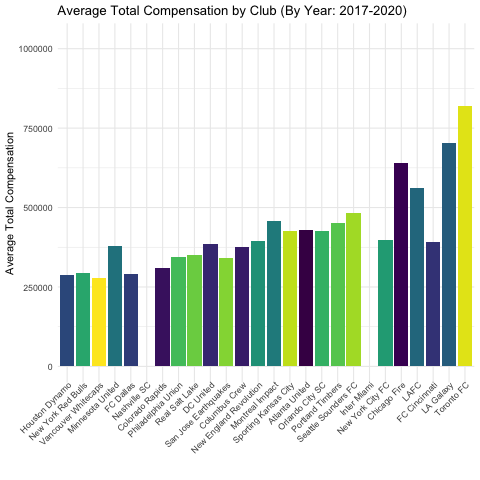 Average Total Compensation by Club (By Year: 2017-2020)
Average Total Compensation
1000000
750000
500000
250000
0
Houston Dynamo
New York Red Bulls
Vancouver Whitecaps
Minnesota United
FC Dallas
Nashville SC
Colorado Rapids
Philadelphia Union
Real Salt Lake
DC United
San Jose Earthquakes
Columbus Crew
New England Revolution
Montreal Impact
Sporting Kansas City
Atlanta United
Orlando City SC
Portland Timbers
Seattle Sounders FC
Inter Miami
New York City FC
Chicago Fire
LAFC
FC Cincinnati
LA Galaxy
Toronto FC